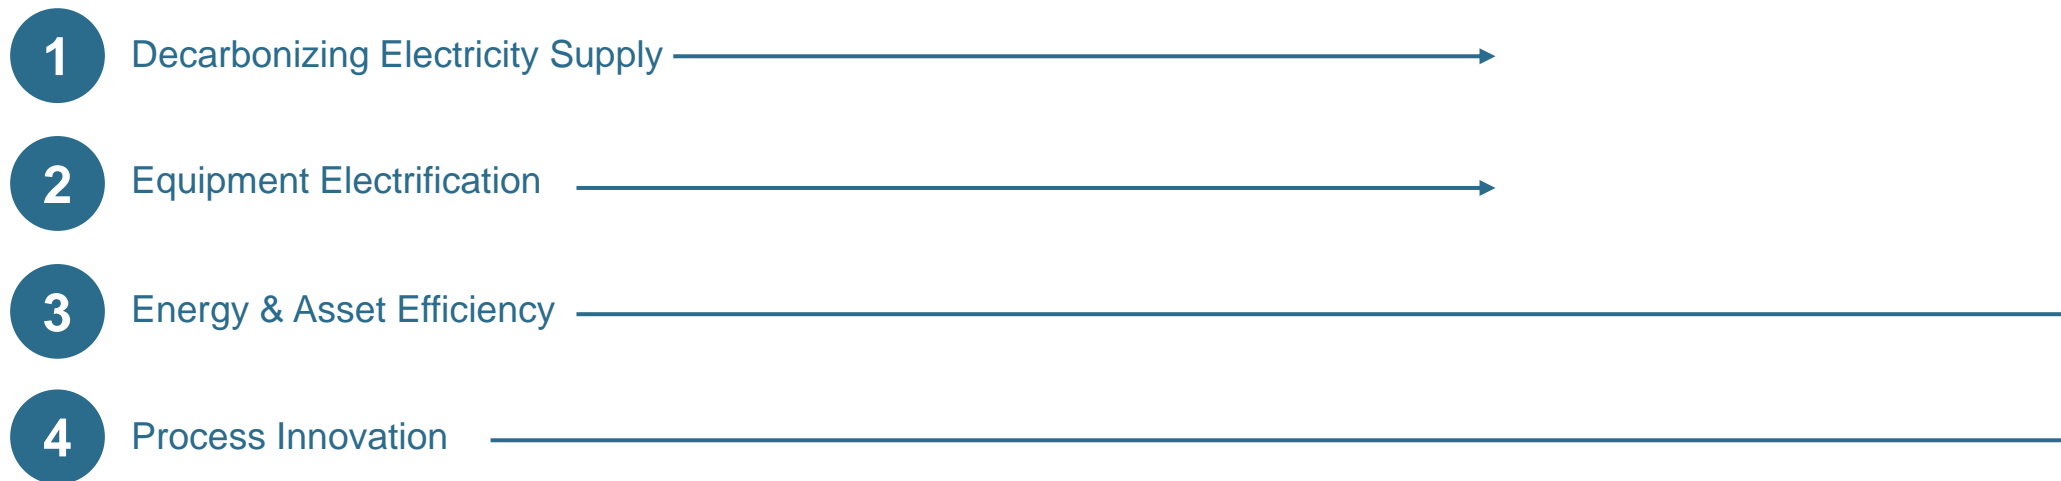 1 Decarbonizing Electricity Supply
2 Equipment Electrification
3 Energy & Asset Efficiency
4 Process Innovation